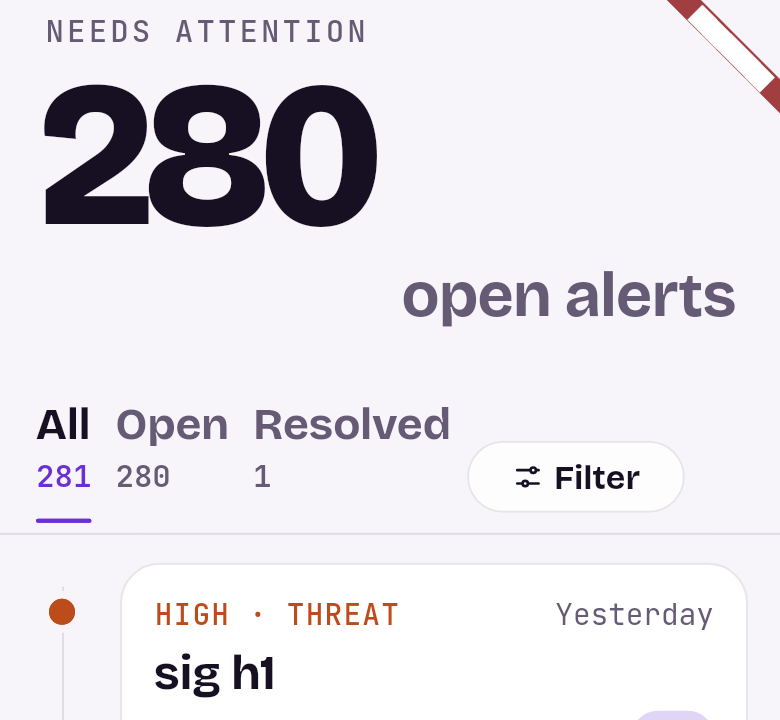 NEEDS ATTENTION
280
open alerts
All Open Resolved
281 280 1
Filter
HIGH · THREAT Yesterday
sig h1